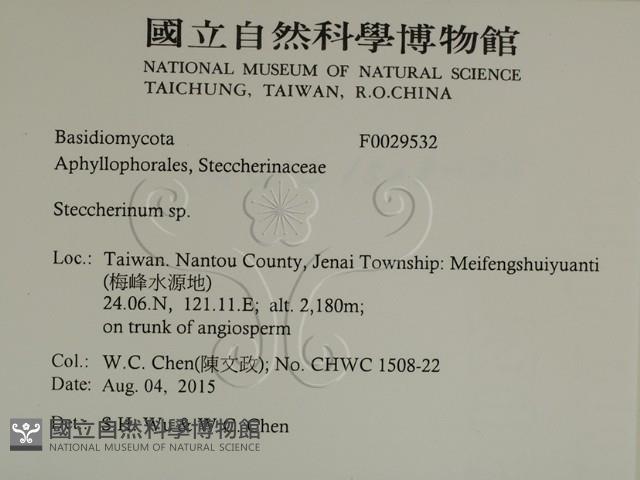 國立自然科學博物館
NATIONAL MUSEUM OF NATURAL SCIENCE
TAICHUNG, TAIWAN, R.O.CHINA
Basidiomycota F0029532
Aphyllophorales, Steccherinaceae
Steccherinum sp.
Loc.: Taiwan. Nantou County, Jenai Township: Meifengshuiyuanti
(梅峰水源地)
24.06.N, 121.11.E; alt. 2,180m;
on trunk of angiosperm
Col.: W.C. Chen(陳文政); No. CHWC 1508-22
Date: Aug. 04, 2015
Det.: S.H. Wu & W.C. Chen
國立自然科學博物館
NATIONAL MUSEUM OF NATURAL SCIENCE